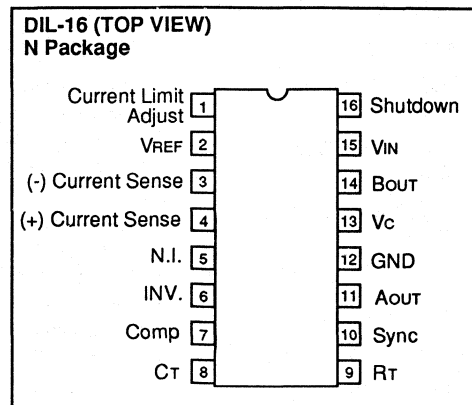 DIL-16 (TOP VIEW)
N Package
Current Limit
Adjust 1
16 Shutdown
VREF 2
15 VIN
(-) Current Sense 3
14 BOUT
(+) Current Sense 4
13 VC
N.I. 5
12 GND
INV. 6
11 AOUT
Comp 7
10 Sync
CT 8
9 RT